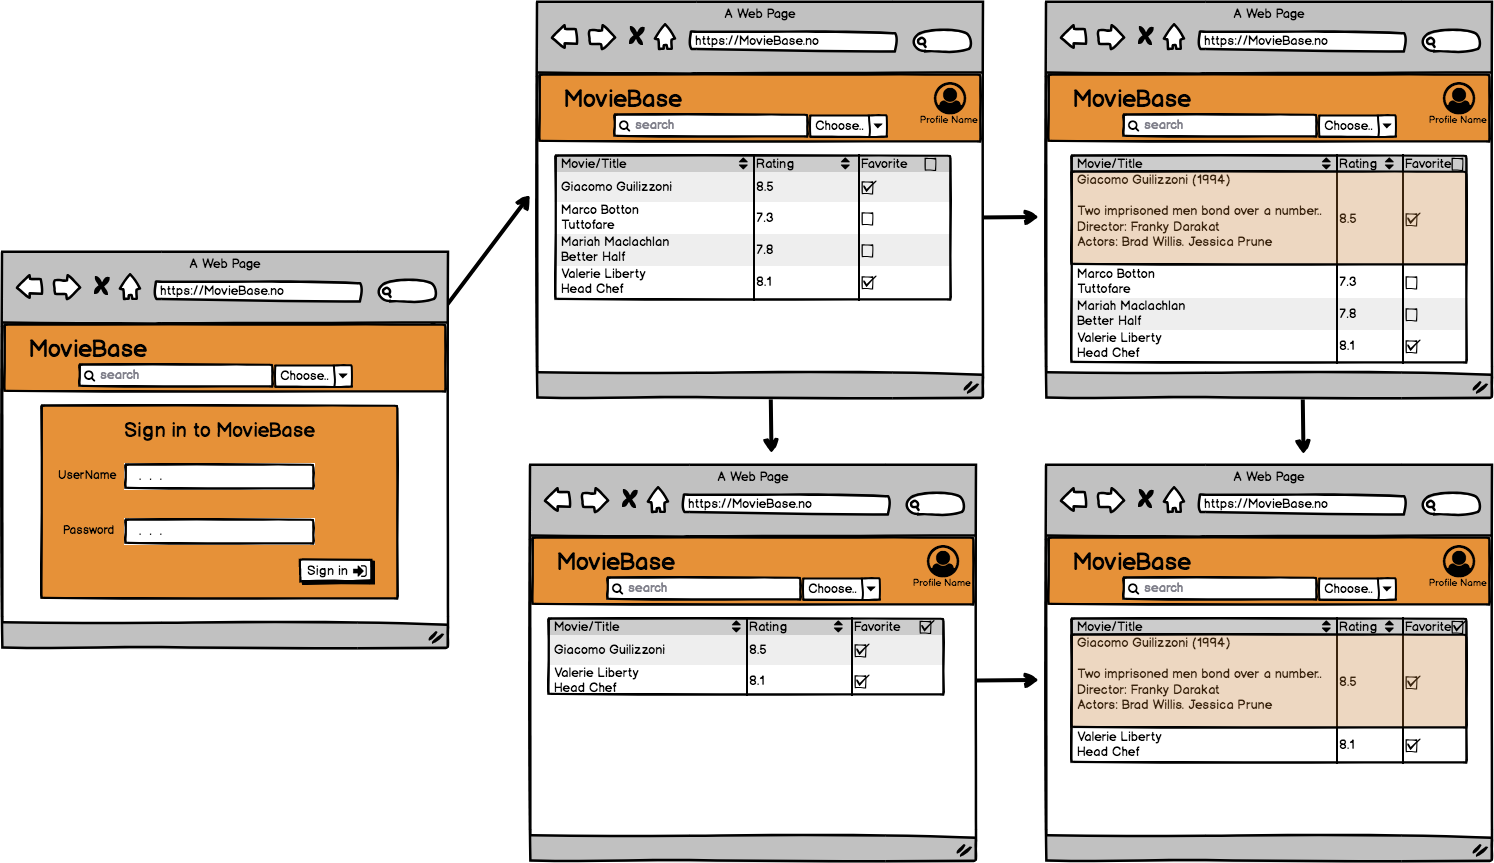 A Web Page
https://MovieBase.no
MovieBase
search
Choose..
Sign in to MovieBase
UserName
. . .
Password
. . .
Sign in
A Web Page
https://MovieBase.no
MovieBase
Profile Name
search
Choose..
Movie/Title Rating Favorite
Giacomo Guilizzoni 8.5
Marco Botton
Tuttofare
7.3
Mariah Maclachlan
Better Half
7.8
Valerie Liberty
Head Chef
8.1
A Web Page
https://MovieBase.no
MovieBase
Profile Name
search
Choose..
Movie/Title Rating Favorite
Giacomo Guilizzoni (1994)
Two imprisoned men bond over a number..
Director: Franky Darakat
Actors: Brad Willis. Jessica Prune
8.5
Marco Botton
Tuttofare
7.3
Mariah Maclachlan
Better Half
7.8
Valerie Liberty
Head Chef
8.1
A Web Page
https://MovieBase.no
MovieBase
Profile Name
search
Choose..
Movie/Title Rating Favorite
Giacomo Guilizzoni 8.5
Valerie Liberty
Head Chef
8.1
A Web Page
https://MovieBase.no
MovieBase
Profile Name
search
Choose..
Movie/Title Rating Favorite
Giacomo Guilizzoni (1994)
Two imprisoned men bond over a number..
Director: Franky Darakat
Actors: Brad Willis. Jessica Prune
8.5
Valerie Liberty
Head Chef
8.1